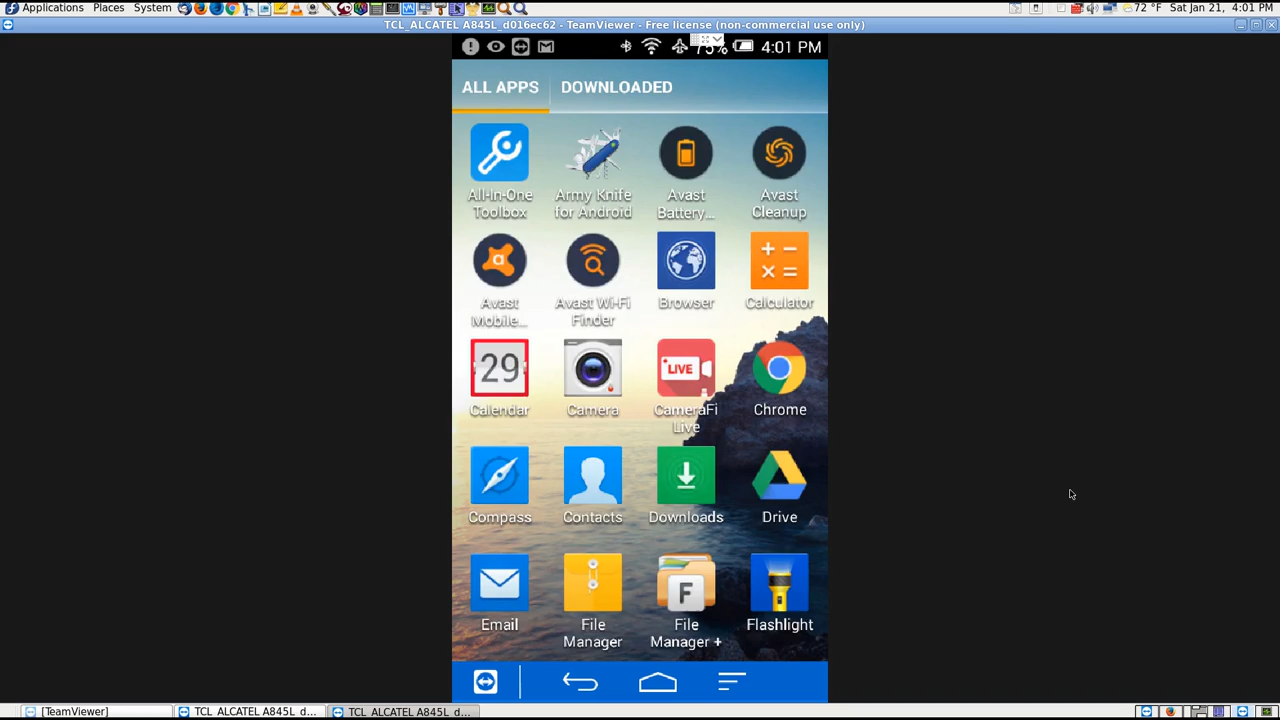 Applications Places System 72 °F Sat Jan 21, 4:01 PM
TCL_ALCATEL A845L_d016ec62 - TeamViewer - Free license (non-commercial use only)
75% 4:01 PM
ALL APPS DOWNLOADED
All-In-One Toolbox
Army Knife for Android
Avast Battery...
Avast Cleanup
a
Avast Mobile...
Avast Wi-Fi Finder
Browser
Calculator
29
Calendar
Camera
LIVE
CameraFi Live
Chrome
Compass
Contacts
Downloads
Drive
Email
File Manager
F
File Manager +
Flashlight
[TeamViewer] TCL_ALCATEL A845L_d... TCL_ALCATEL A845L_d...